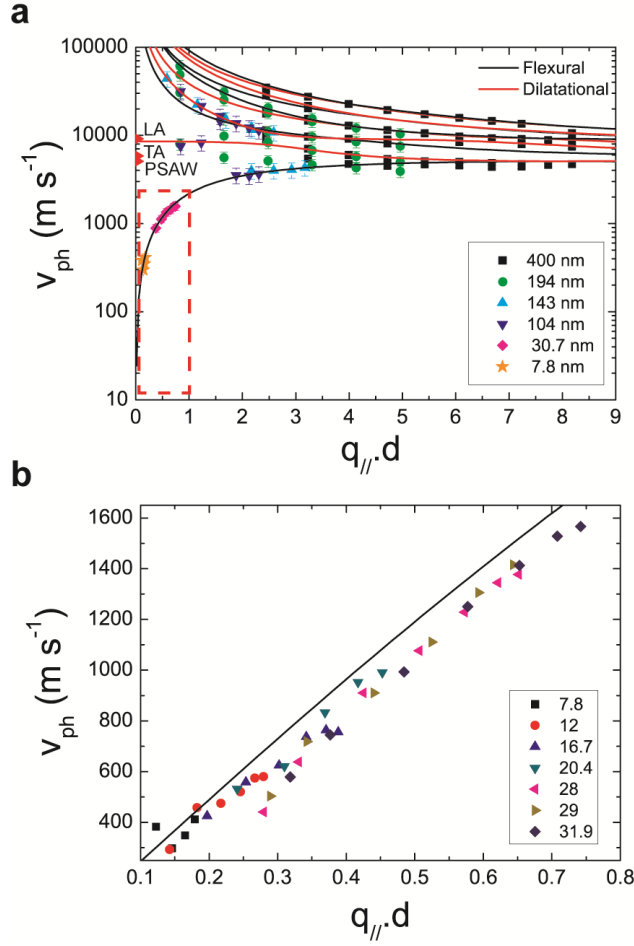 a
100000
10000
1000
100
10
v_ph (m s⁻¹)
LA
TA
PSAW
Flexural
Dilatational
400 nm
194 nm
143 nm
104 nm
30.7 nm
7.8 nm
0 1 2 3 4 5 6 7 8 9
q_//.d
b
1600
1400
1200
1000
800
600
400
v_ph (m s⁻¹)
7.8
12
16.7
20.4
28
29
31.9
0.1 0.2 0.3 0.4 0.5 0.6 0.7 0.8
q_//.d